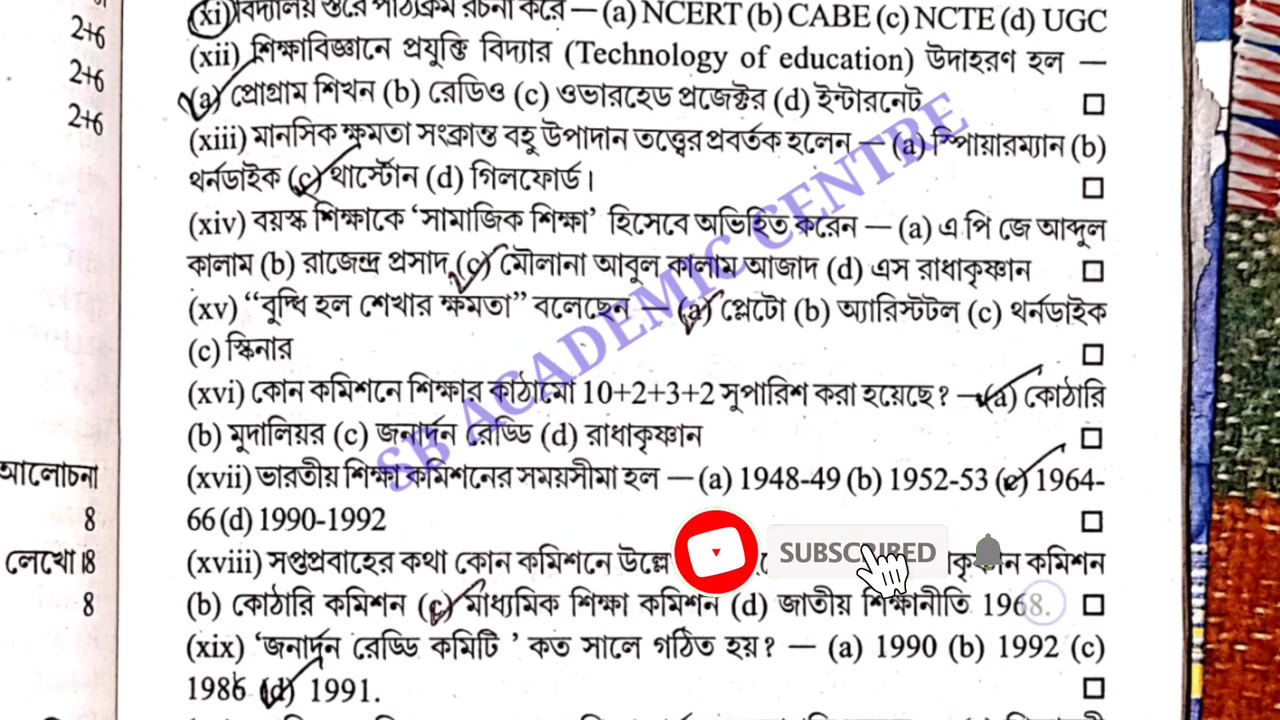 (xi) বিদ্যালয় স্তরে পাঠ্যক্রম রচনা করে — (a) NCERT (b) CABE (c) NCTE (d) UGC
2+6
(xii) শিক্ষাবিজ্ঞানে প্রযুক্তি বিদ্যার (Technology of education) উদাহরণ হল —
2+6
(a) প্রোগ্রাম শিখন (b) রেডিও (c) ওভারহেড প্রজেক্টর (d) ইন্টারনেট
2+6
(xiii) মানসিক ক্ষমতা সংক্রান্ত বহু উপাদান তত্ত্বের প্রবর্তক হলেন — (a) স্পিয়ারম্যান (b)
থর্নডাইক (c) থার্স্টোন (d) গিলফোর্ড।
(xiv) বয়স্ক শিক্ষাকে ‘সামাজিক শিক্ষা’ হিসেবে অভিহিত করেন — (a) এ পি জে আব্দুল
কালাম (b) রাজেন্দ্র প্রসাদ (c) মৌলানা আবুল কালাম আজাদ (d) এস রাধাকৃষ্ণান
(xv) “বুদ্ধি হল শেখার ক্ষমতা” বলেছেন — (a) প্লেটো (b) অ্যারিস্টটল (c) থর্নডাইক
(c) স্কিনার
(xvi) কোন কমিশনে শিক্ষার কাঠামো 10+2+3+2 সুপারিশ করা হয়েছে? — (a) কোঠারি
(b) মুদালিয়র (c) জনার্দন রেড্ডি (d) রাধাকৃষ্ণান
(xvii) ভারতীয় শিক্ষা কমিশনের সময়সীমা হল — (a) 1948-49 (b) 1952-53 (c) 1964-
আলোচনা
66 (d) 1990-1992
8
(xviii) সপ্তপ্রবাহের কথা কোন কমিশনে কমিশন
লেখো।8
(b) কোঠারি কমিশন (c) মাধ্যমিক শিক্ষা কমিশন (d) জাতীয় শিক্ষানীতি 1968.
8
(xix) ‘জনার্দন রেড্ডি কমিটি ’ কত সালে গঠিত হয়? — (a) 1990 (b) 1992 (c)
1986 (d) 1991.
SB ACADEMIC CENTRE
SUBSCRIBED